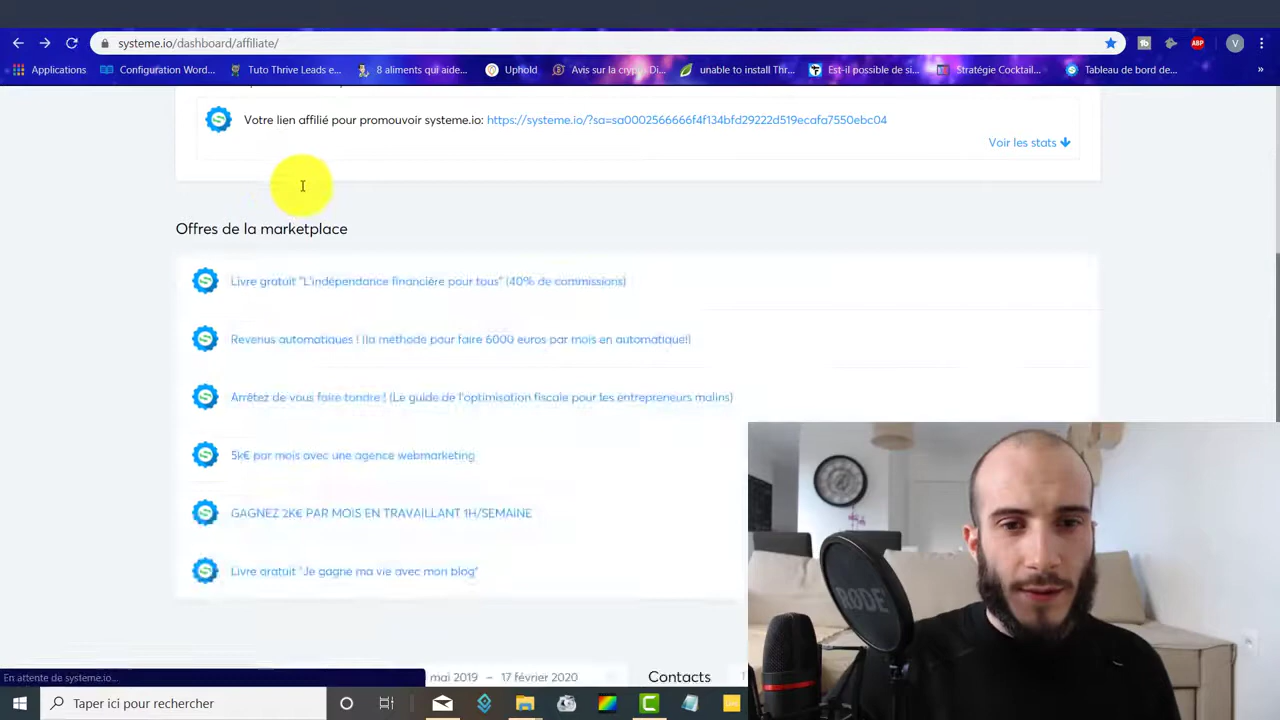 systeme.io/dashboard/affiliate/
tb
ABP
V
Applications
Configuration Word...
Tuto Thrive Leads e...
8 aliments qui aide...
Uphold
Avis sur la crypto Di...
unable to install Thr...
Est-il possible de si...
Stratégie Cocktail...
Tableau de bord de...
»
Votre lien affilié pour promouvoir systeme.io: https://systeme.io/?sa=sa0002566666f4f134bfd29222d519ecafa7550ebc04
Voir les stats
Offres de la marketplace
Livre gratuit "L'indépendance financière pour tous" (40% de commissions)
Revenus automatiques ! (la méthode pour faire 6000 euros par mois en automatique!)
Arrêtez de vous faire tondre ! (Le guide de l'optimisation fiscale pour les entrepreneurs malins)
5k€ par mois avec une agence webmarketing
GAGNEZ 2K€ PAR MOIS EN TRAVAILLANT 1H/SEMAINE
Livre gratuit "Je gagne ma vie avec mon blog"
RØDE
En attente de systeme.io...
mai 2019 – 17 février 2020
Contacts
Taper ici pour rechercher